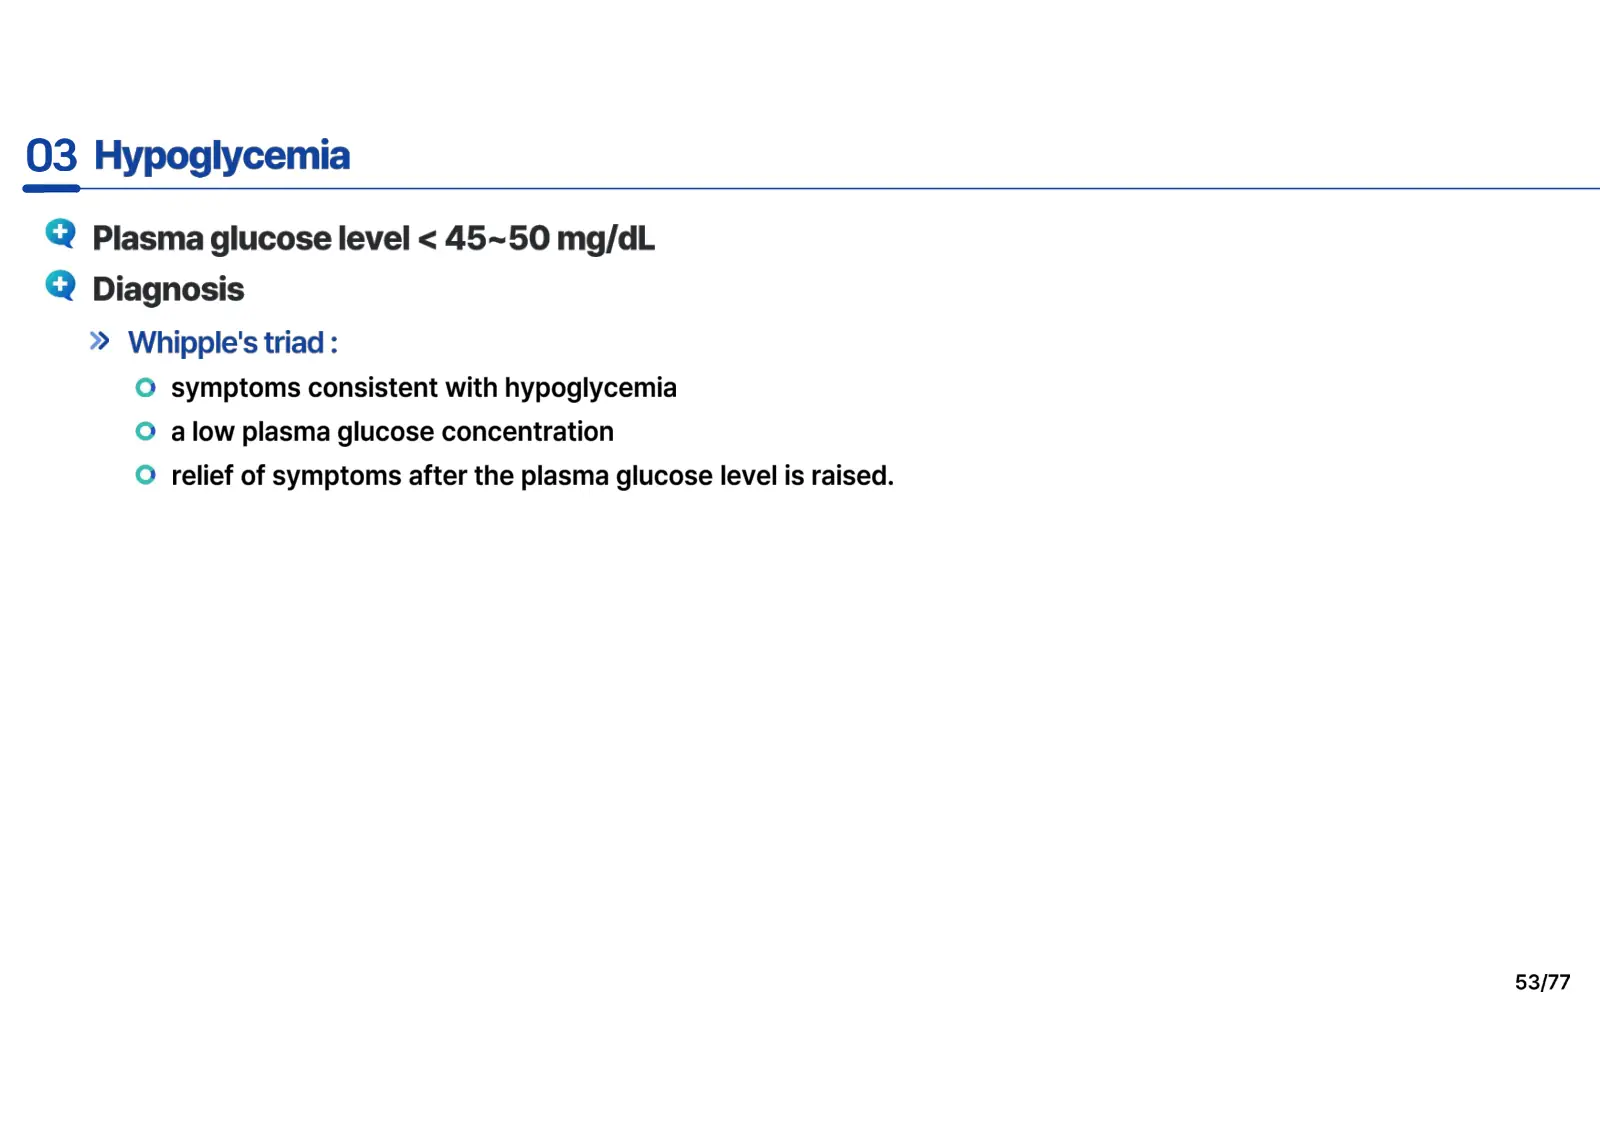 03 Hypoglycemia
Plasma glucose level < 45~50 mg/dL
Diagnosis
Whipple's triad :
symptoms consistent with hypoglycemia
a low plasma glucose concentration
relief of symptoms after the plasma glucose level is raised.
53/77